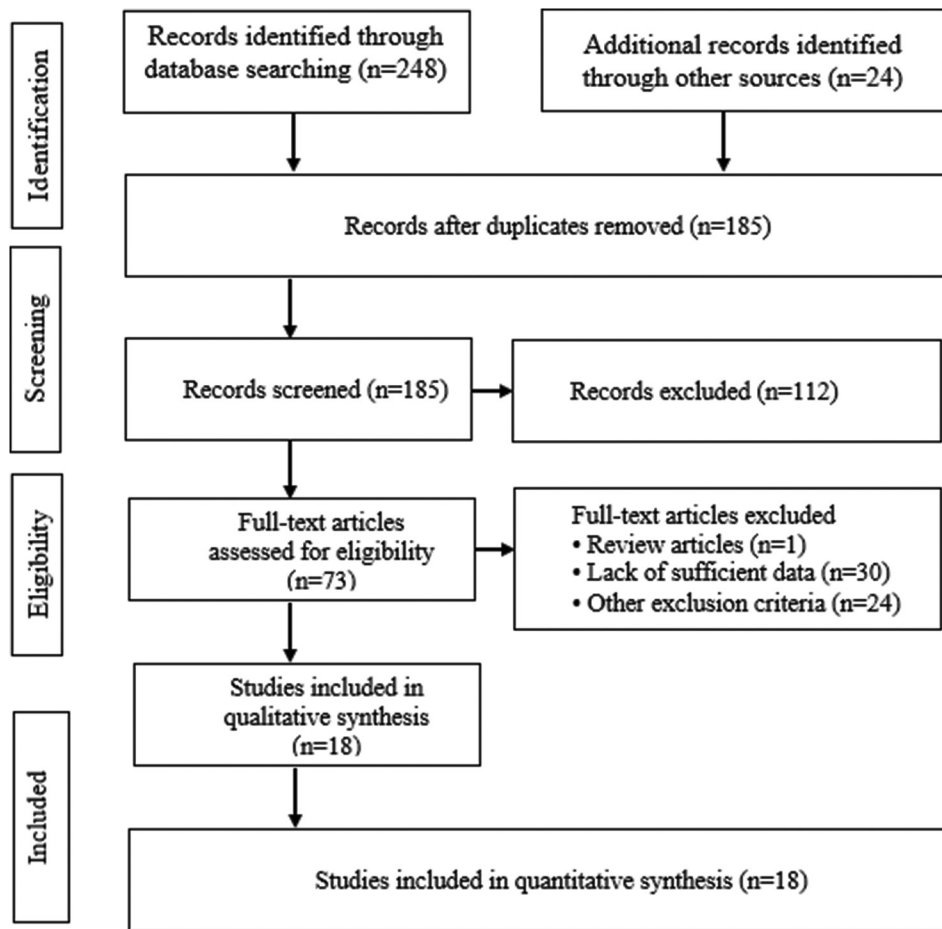 Identification
Records identified through
database searching (n=248)
Additional records identified
through other sources (n=24)
Records after duplicates removed (n=185)
Screening
Records screened (n=185)
Records excluded (n=112)
Eligibility
Full-text articles
assessed for eligibility
(n=73)
Full-text articles excluded
• Review articles (n=1)
• Lack of sufficient data (n=30)
• Other exclusion criteria (n=24)
Studies included in
qualitative synthesis
(n=18)
Included
Studies included in quantitative synthesis (n=18)